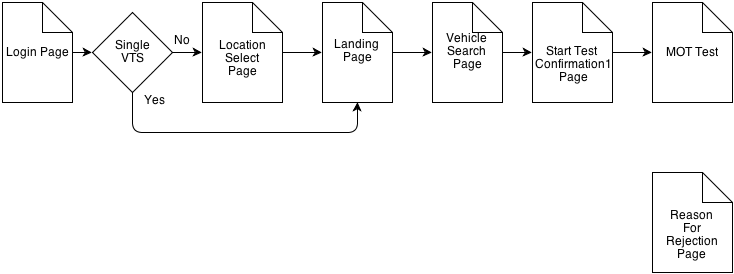 Login Page
Single
VTS
No
Yes
Location
Select
Page
Landing
Page
Vehicle
Search
Page
Start Test
Confirmation1
Page
MOT Test
Reason
For
Rejection
Page